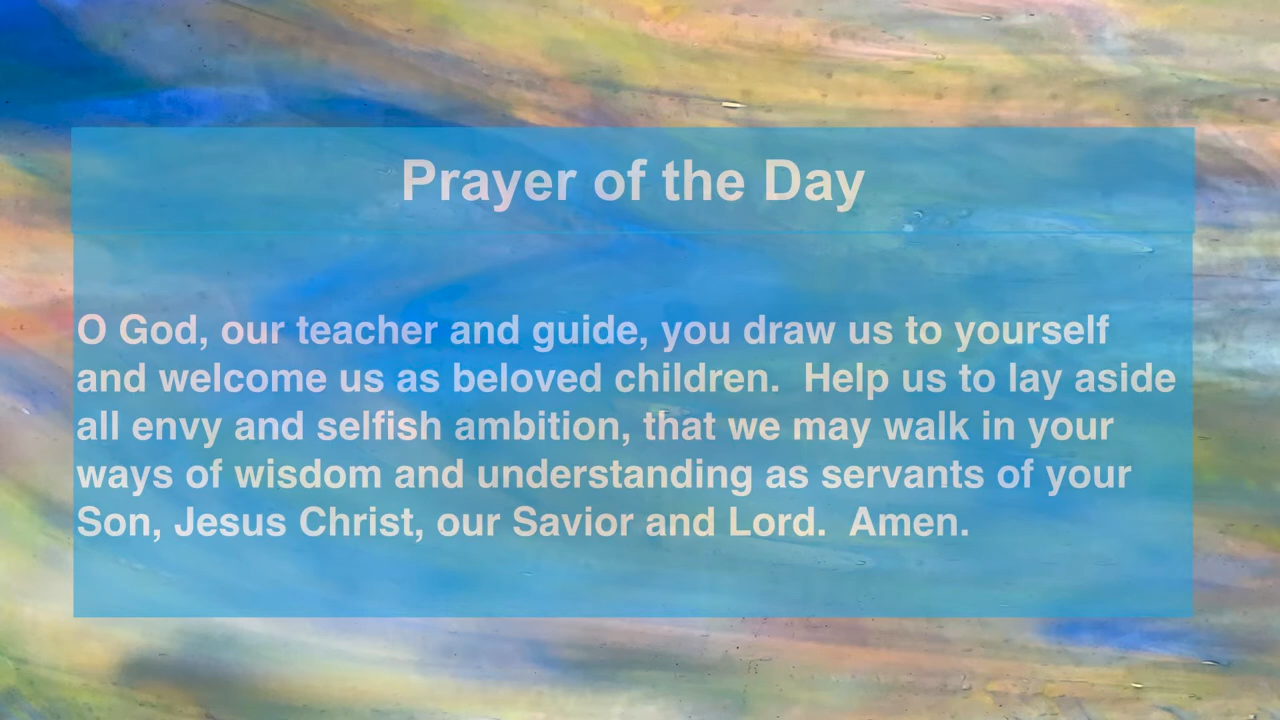 Prayer of the Day
O God, our teacher and guide, you draw us to yourself
and welcome us as beloved children.  Help us to lay aside
all envy and selfish ambition, that we may walk in your
ways of wisdom and understanding as servants of your
Son, Jesus Christ, our Savior and Lord.  Amen.